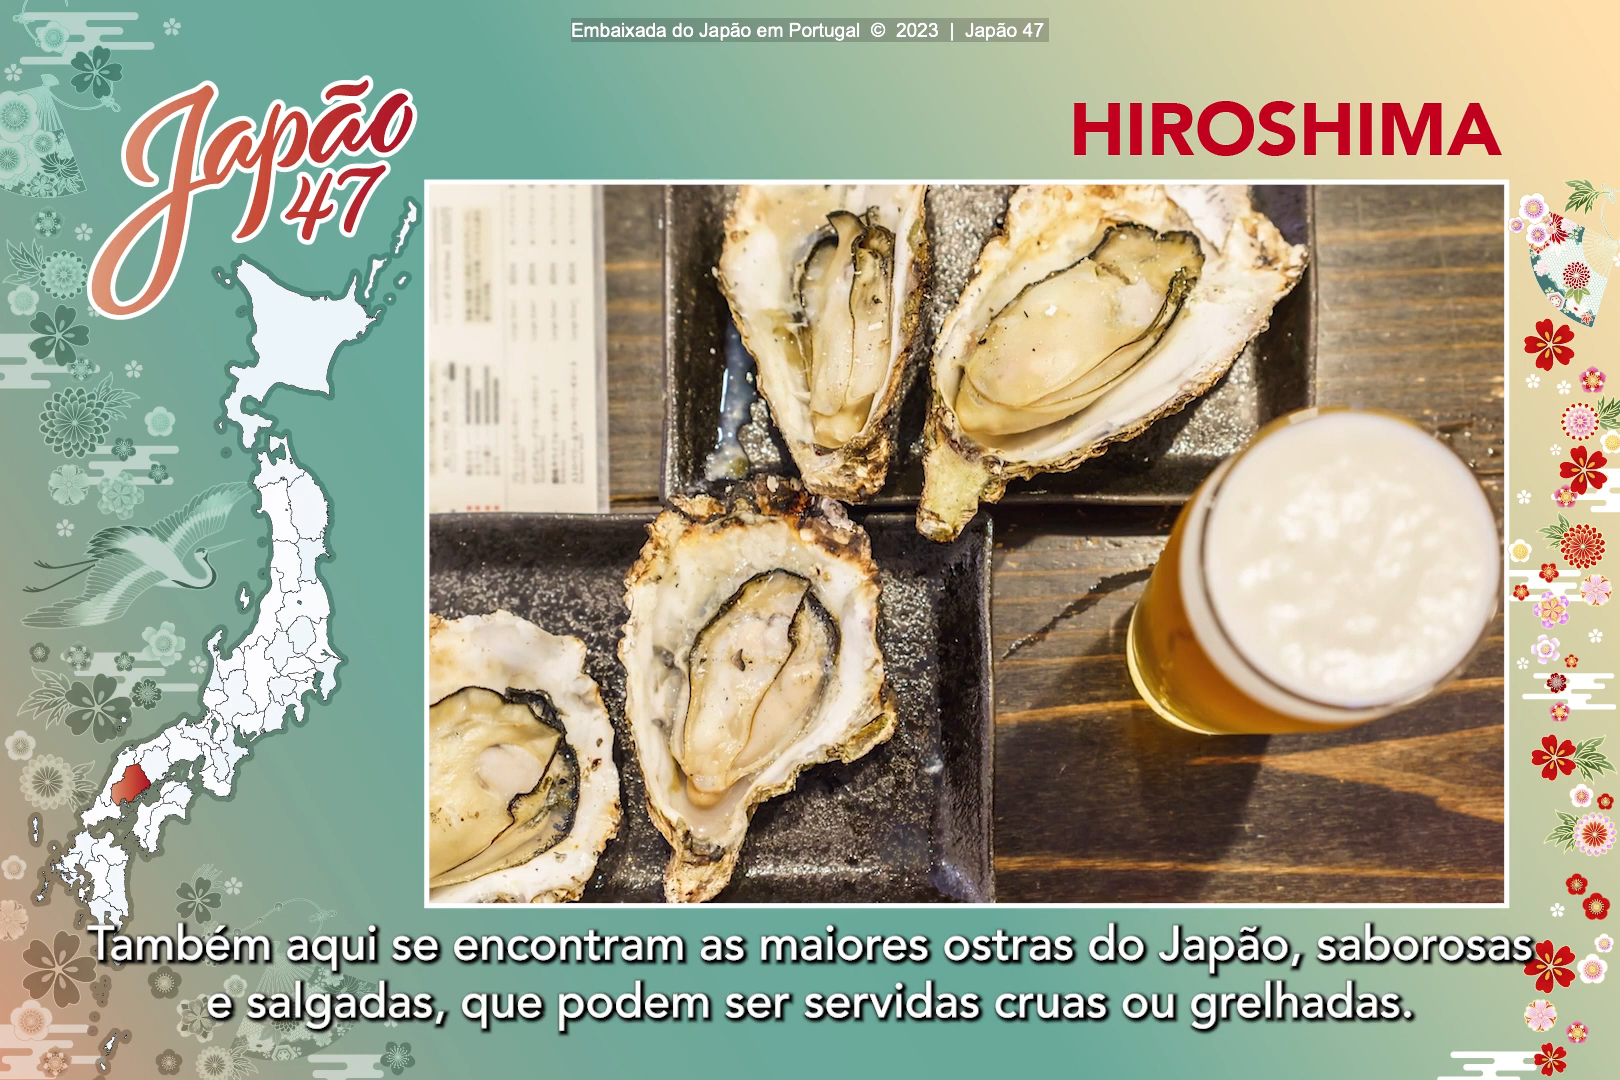 Embaixada do Japão em Portugal © 2023 | Japão 47
Japão
47
HIROSHIMA
Também aqui se encontram as maiores ostras do Japão, saborosas
e salgadas, que podem ser servidas cruas ou grelhadas.